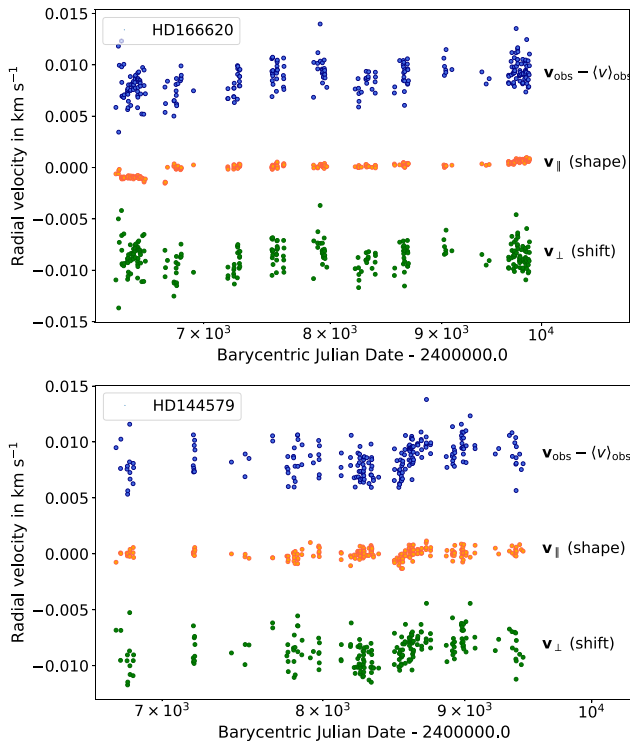 0.015
HD166620
0.010
v_obs − ⟨v⟩_obs
0.005
0.000
v_∥ (shape)
−0.005
v_⊥ (shift)
−0.010
−0.015
Radial velocity in km s⁻¹
7 × 10³
8 × 10³
9 × 10³
10⁴
Barycentric Julian Date - 2400000.0
0.015
HD144579
0.010
v_obs − ⟨v⟩_obs
0.005
0.000
v_∥ (shape)
−0.005
v_⊥ (shift)
−0.010
Radial velocity in km s⁻¹
7 × 10³
8 × 10³
9 × 10³
10⁴
Barycentric Julian Date - 2400000.0